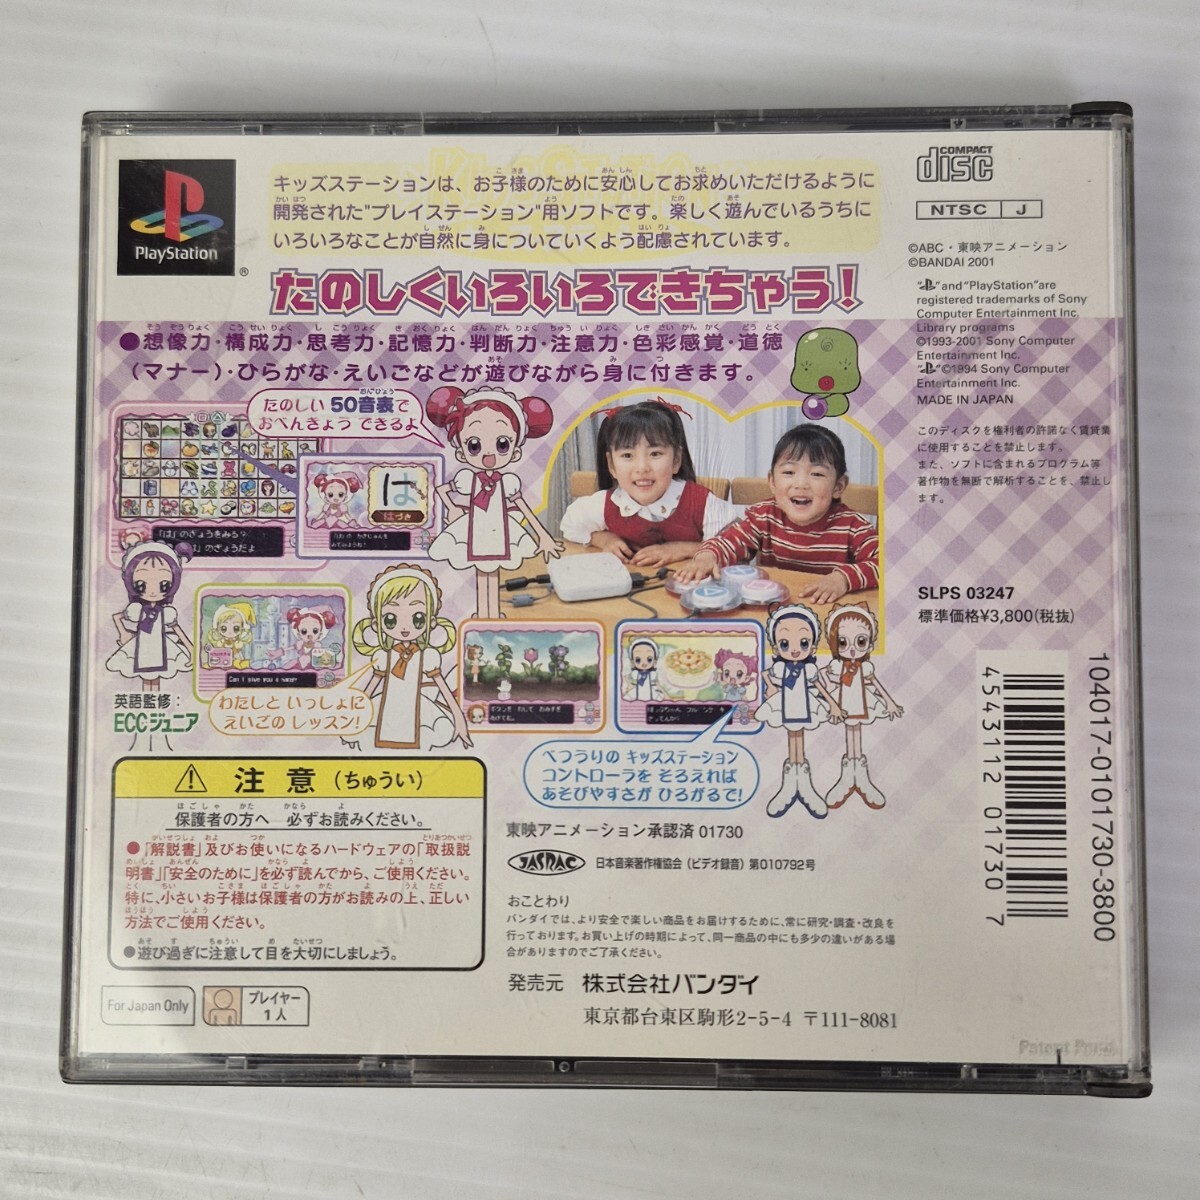 PlayStation
®
キッズステーションは、お子様のために安心してお求めいただけるように
開発された"プレイステーション"用ソフトです。楽しく遊んでいるうちに
いろいろなことが自然に身についていくよう配慮されています。
たのしくいろいろできちゃう!
●想像力・構成力・思考力・記憶力・判断力・注意力・色彩感覚・道徳
(マナー)・ひらがな・えいごなどが遊びながら身に付きます。
COMPACT
disc
NTSC J
©ABC・東映アニメーション
©BANDAI 2001
"PS" and "PlayStation" are
registered trademarks of Sony
Computer Entertainment Inc.
Library programs
©1993-2001 Sony Computer
Entertainment Inc.
"PS" ©1994 Sony Computer
Entertainment Inc.
MADE IN JAPAN
このディスクを権利者の許諾なく賃貸業
に使用することを禁止します。
また、ソフトに含まれるプログラム等
著作物を無断で解析することを、禁止し
ます。
SLPS 03247
標準価格¥3,800(税抜)
たのしい 50音表で
おべんきょう できるよ
は
はづき
「は」のぎょうをみる?
Can I give you a hand?
英語監修:
ECCジュニア
わたしと いっしょに
えいごの レッスン!
べつうりの キッズステーション
コントローラを そろえれば
あそびやすさが ひろがるで!
注意(ちゅうい)
保護者の方へ 必ずお読みください。
●「解説書」及びお使いになるハードウェアの「取扱説
明書」「安全のために」を必ず読んでから、ご使用ください。
特に、小さいお子様は保護者の方がお読みの上、正しい
方法でご使用ください。
●遊び過ぎに注意して目を大切にしましょう。
For Japan Only
プレイヤー
1人
東映アニメーション承認済 01730
JASRAC
日本音楽著作権協会(ビデオ録音)第010792号
おことわり
バンダイでは、より安全で楽しい商品をお届けするために、常に研究・調査・改良を
行っております。お買い上げの時期によって、同一商品の中にも多少の違いがある場
合がありますのでご了承ください。
発売元 株式会社バンダイ
東京都台東区駒形2-5-4 〒111-8081
4543112 01730 7
104017-0101730-3800